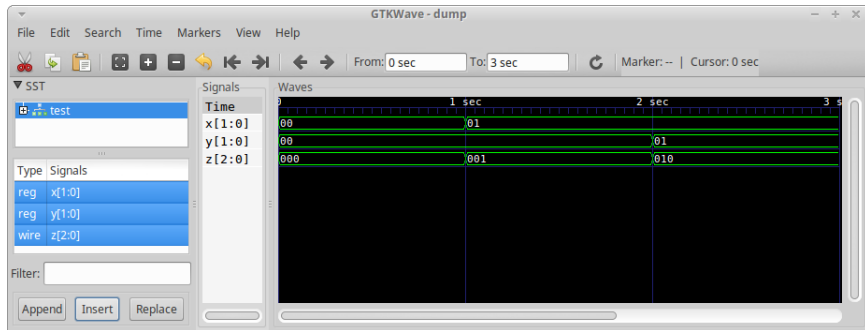 GTKWave - dump
File Edit Search Time Markers View Help
From: 0 sec To: 3 sec Marker: -- | Cursor: 0 sec
SST
test
Type Signals
reg x[1:0]
reg y[1:0]
wire z[2:0]
Filter:
Append Insert Replace
Signals
Time
x[1:0]
y[1:0]
z[2:0]
Waves
0 1 sec 2 sec 3 s
00 01
00 01
000 001 010